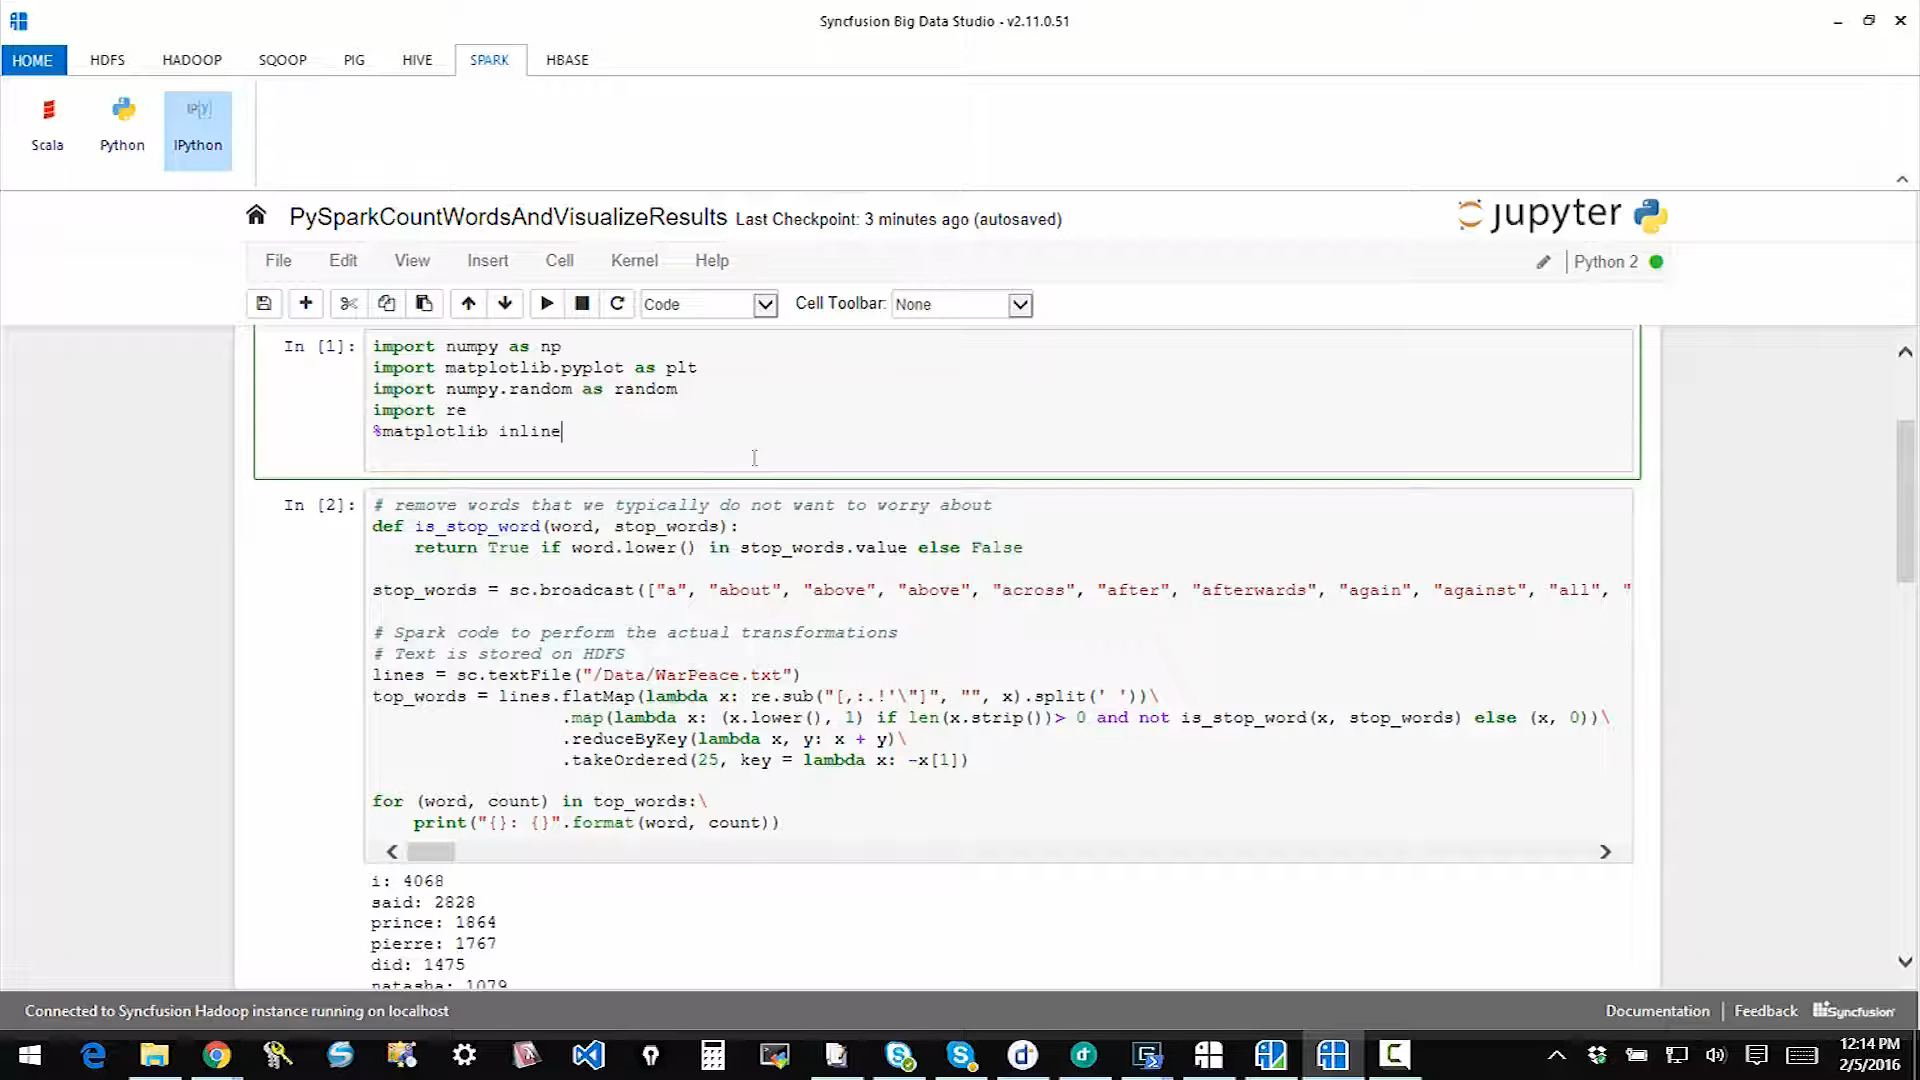 Syncfusion Big Data Studio - v2.11.0.51
HOME HDFS HADOOP SQOOP PIG HIVE SPARK HBASE
IP[y]
Scala Python IPython
PySparkCountWordsAndVisualizeResults Last Checkpoint: 3 minutes ago (autosaved) jupyter
File Edit View Insert Cell Kernel Help Python 2
Code Cell Toolbar: None
In [1]: import numpy as np
import matplotlib.pyplot as plt
import numpy.random as random
import re
%matplotlib inline
In [2]: # remove words that we typically do not want to worry about
def is_stop_word(word, stop_words):
    return True if word.lower() in stop_words.value else False
stop_words = sc.broadcast(["a", "about", "above", "above", "across", "after", "afterwards", "again", "against", "all", "
# Spark code to perform the actual transformations
# Text is stored on HDFS
lines = sc.textFile("/Data/WarPeace.txt")
top_words = lines.flatMap(lambda x: re.sub("[,:.!'\"]", "", x).split(' '))\
.map(lambda x: (x.lower(), 1) if len(x.strip())> 0 and not is_stop_word(x, stop_words) else (x, 0))\
.reduceByKey(lambda x, y: x + y)\
.takeOrdered(25, key = lambda x: -x[1])
for (word, count) in top_words:\
    print("{}: {}".format(word, count))
i: 4068
said: 2828
prince: 1864
pierre: 1767
did: 1475
natasha: 1079
Connected to Syncfusion Hadoop instance running on localhost Documentation | Feedback Syncfusion
12:14 PM
2/5/2016